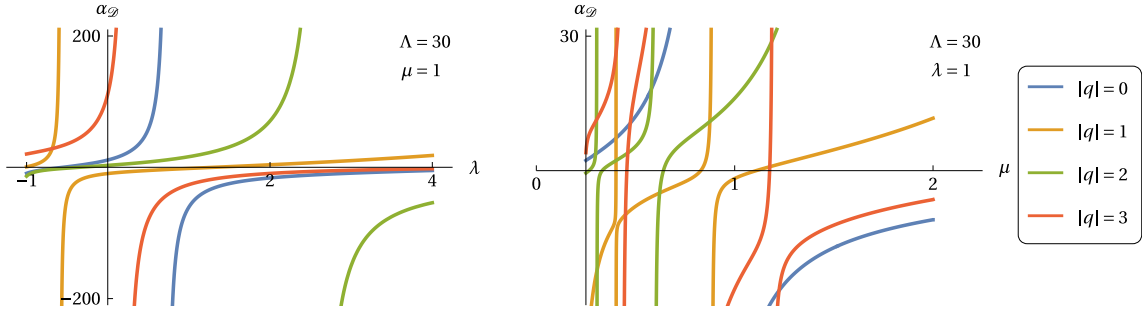 α𝒟
200
Λ = 30
μ = 1
-1
2
4
λ
-200
α𝒟
30
Λ = 30
λ = 1
0
1
2
μ
|q| = 0
|q| = 1
|q| = 2
|q| = 3